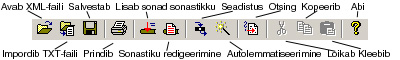 Avab XML-faili Salvestab Lisab sonad sonastikku Seadistus Otsing Kopeerib Abi
Impordib TXT-faili Prindib Sonastiku redigeerimine Autolemmatiseerimine Loikab Kleebib